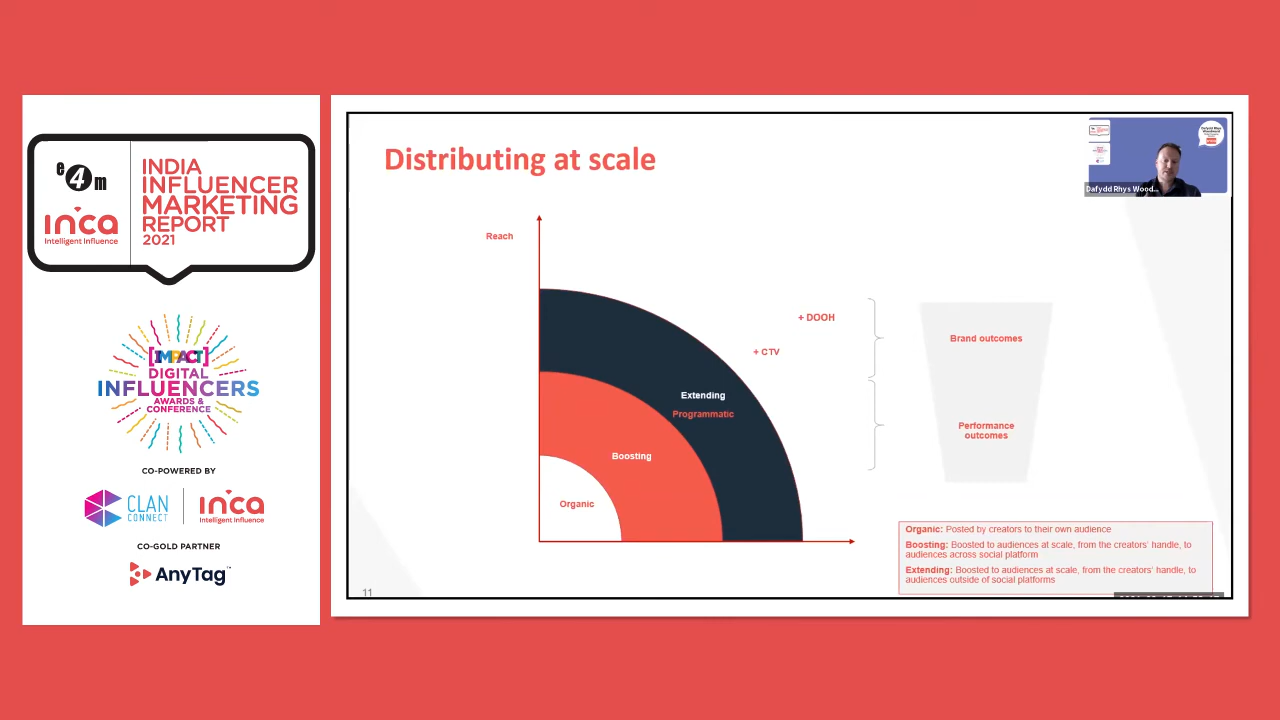 e4m
INCA
Intelligent Influence
INDIA
INFLUENCER
MARKETING
REPORT
2021
[IMPACT]
DIGITAL
INFLUENCERS
AWARDS &
CONFERENCE
CO-POWERED BY
CLAN
CONNECT
INCA
Intelligent Influence
CO-GOLD PARTNER
AnyTag
Distributing at scale
Dafydd Rhys Wood...
Reach
+ DOOH
+ CTV
Extending
Programmatic
Boosting
Organic
Brand outcomes
Performance
outcomes
Organic: Posted by creators to their own audience
Boosting: Boosted to audiences at scale, from the creators' handle, to
audiences across social platform
Extending: Boosted to audiences at scale, from the creators' handle, to
audiences outside of social platforms
11